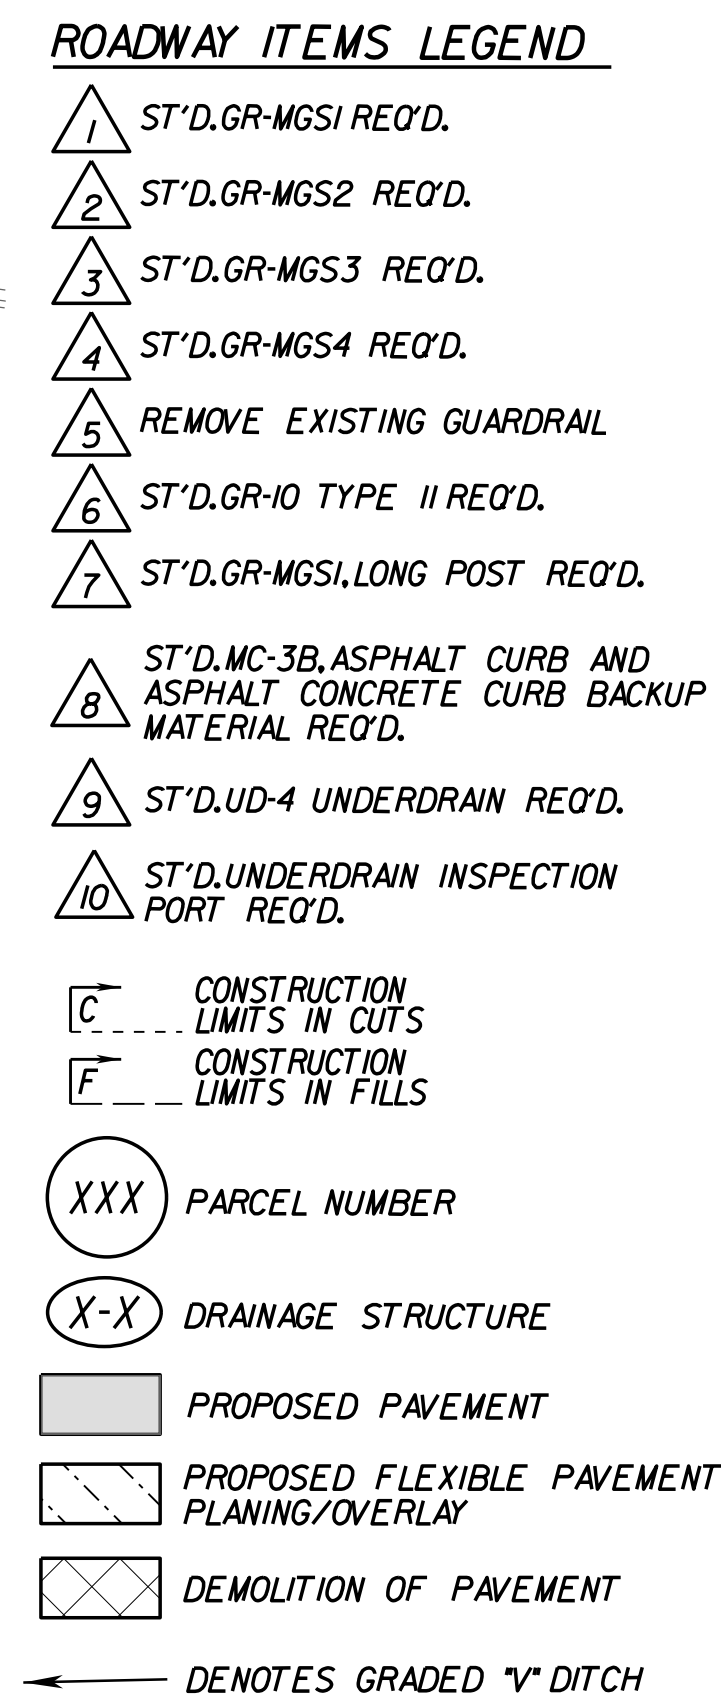 ROADWAY ITEMS LEGEND
1 ST'D. GR-MGS1 REQ'D.
2 ST'D. GR-MGS2 REQ'D.
3 ST'D. GR-MGS3 REQ'D.
4 ST'D. GR-MGS4 REQ'D.
5 REMOVE EXISTING GUARDRAIL
6 ST'D. GR-10 TYPE II REQ'D.
7 ST'D. GR-MGS1, LONG POST REQ'D.
8 ST'D. MC-3B, ASPHALT CURB AND
ASPHALT CONCRETE CURB BACKUP
MATERIAL REQ'D.
9 ST'D. UD-4 UNDERDRAIN REQ'D.
10 ST'D. UNDERDRAIN INSPECTION
PORT REQ'D.
C CONSTRUCTION
LIMITS IN CUTS
F CONSTRUCTION
LIMITS IN FILLS
XXX PARCEL NUMBER
X-X DRAINAGE STRUCTURE
PROPOSED PAVEMENT
PROPOSED FLEXIBLE PAVEMENT
PLANING/OVERLAY
DEMOLITION OF PAVEMENT
DENOTES GRADED "V" DITCH